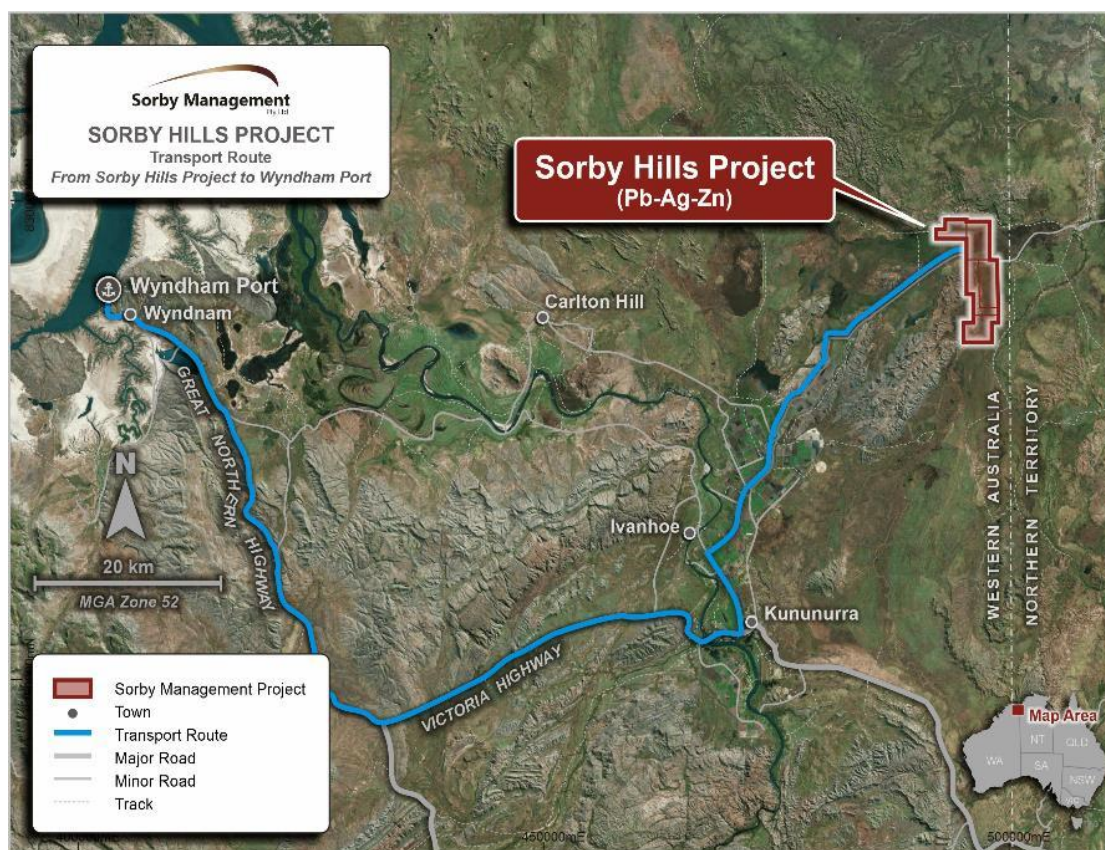 Sorby Management
Pty Ltd
SORBY HILLS PROJECT
Transport Route
From Sorby Hills Project to Wyndham Port
Sorby Hills Project
(Pb-Ag-Zn)
Wyndham Port
Wyndnam
Carlton Hill
GREAT NORTHERN HIGHWAY
N
20 km
MGA Zone 52
Ivanhoe
Kununurra
VICTORIA HIGHWAY
WESTERN AUSTRALIA
NORTHERN TERRITORY
Sorby Management Project
Town
Transport Route
Major Road
Minor Road
Track
Map Area
WA
NT
QLD
SA
NSW
450000mE
500000mE